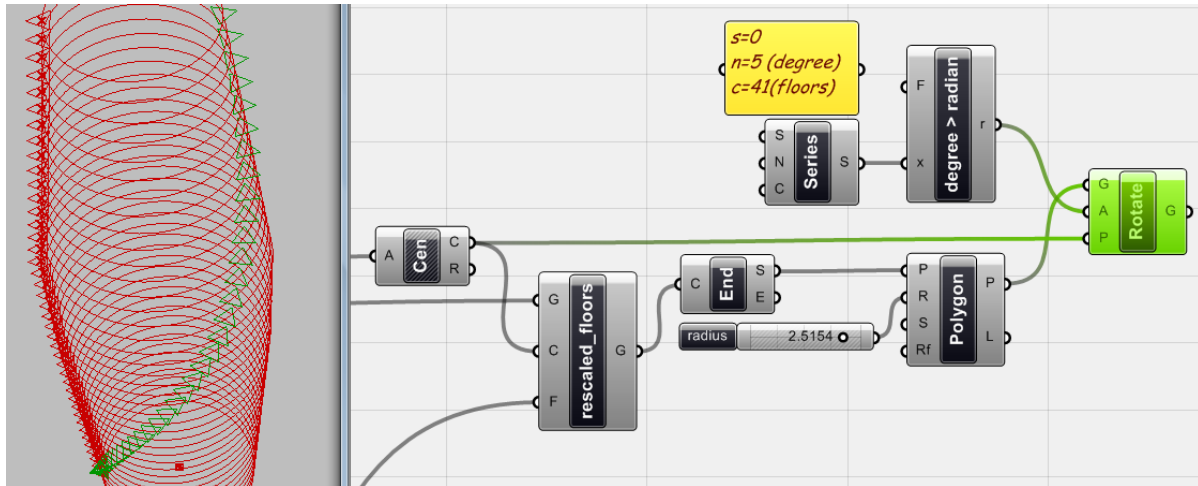 s=0
n=5 (degree)
c=41(floors)
F
x
degree > radian
r
S
N
C
Series
S
G
A
P
Rotate
G
A
Cen
C
R
G
C
F
rescaled_floors
G
C
End
S
E
radius
2.5154
P
R
S
Rf
Polygon
P
L